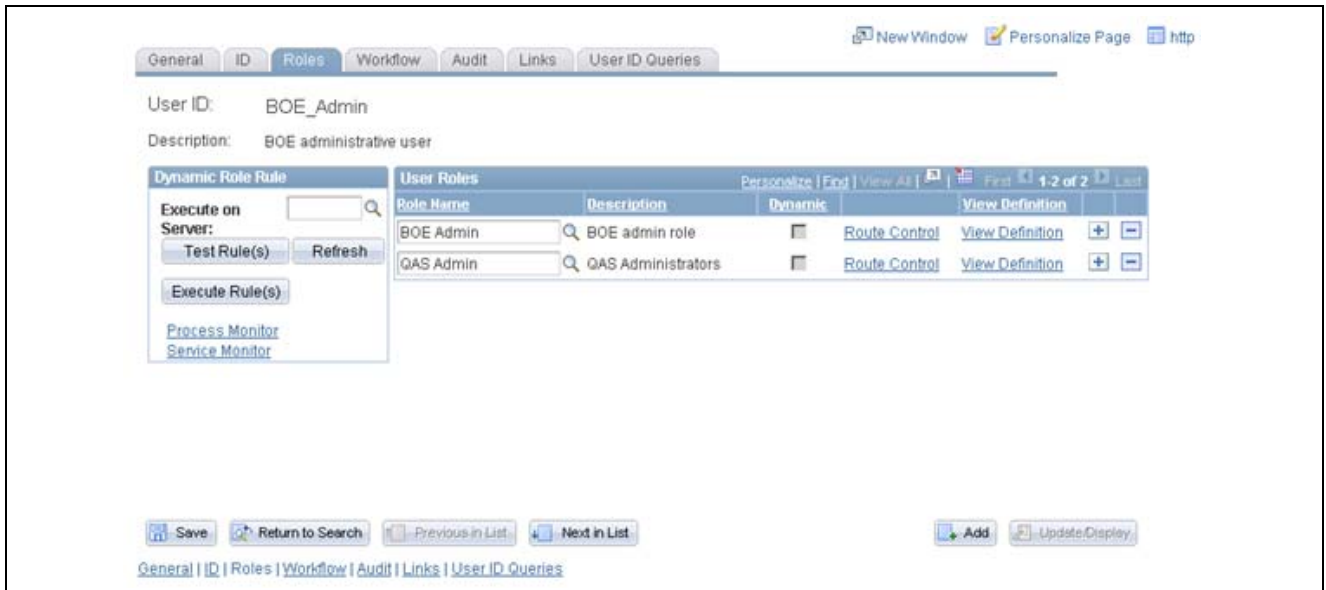 New Window Personalize Page http
General ID Roles Workflow Audit Links User ID Queries
User ID: BOE_Admin
Description: BOE administrative user
Dynamic Role Rule
Execute on Server:
Test Rule(s) Refresh
Execute Rule(s)
Process Monitor
Service Monitor
User Roles Personalize | Find | View All | | First 1-2 of 2 Last
Role Name Description Dynamic View Definition
BOE Admin BOE admin role Route Control View Definition + -
QAS Admin QAS Administrators Route Control View Definition + -
Save Return to Search Previous in List Next in List Add Update/Display
General | ID | Roles | Workflow | Audit | Links | User ID Queries